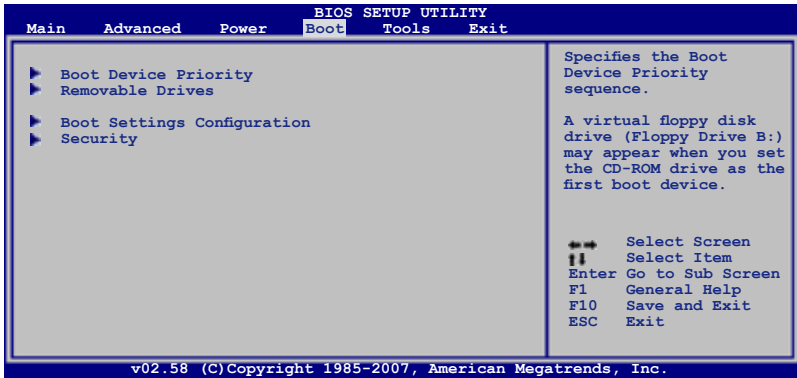 BIOS SETUP UTILITY
Main Advanced Power Boot Tools Exit
Boot Device Priority
Removable Drives
Boot Settings Configuration
Security
Specifies the Boot
Device Priority
sequence.
A virtual floppy disk
drive (Floppy Drive B:)
may appear when you set
the CD-ROM drive as the
first boot device.
Select Screen
Select Item
Enter Go to Sub Screen
F1 General Help
F10 Save and Exit
ESC Exit
v02.58 (C)Copyright 1985-2007, American Megatrends, Inc.